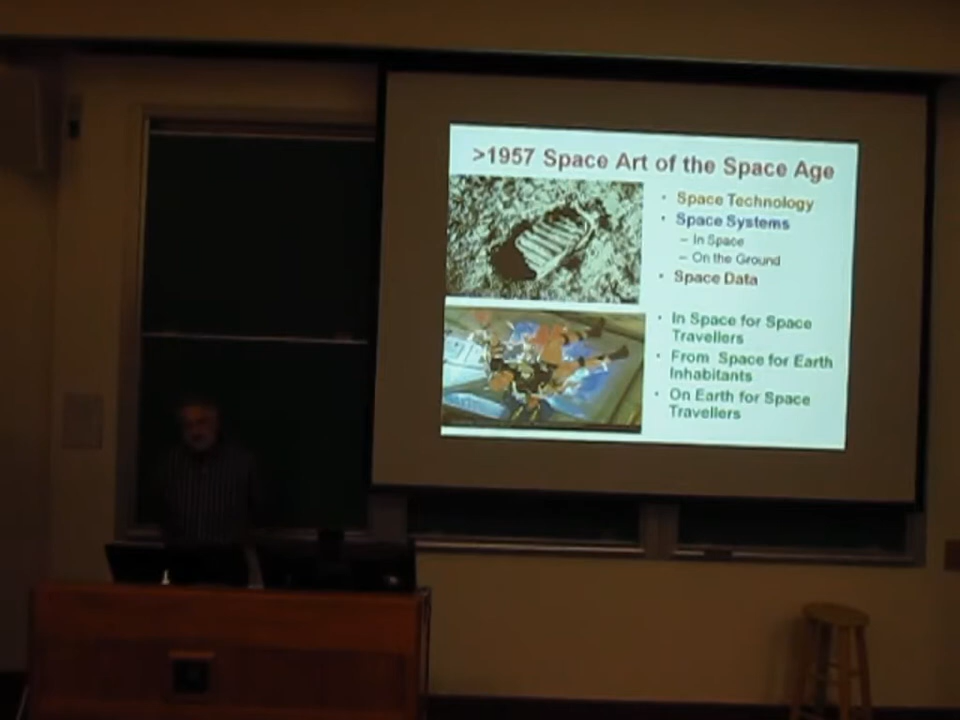 >1957 Space Art of the Space Age
• Space Technology
• Space Systems
– In Space
– On the Ground
• Space Data
• In Space for Space
Travellers
• From Space for Earth
Inhabitants
• On Earth for Space
Travellers